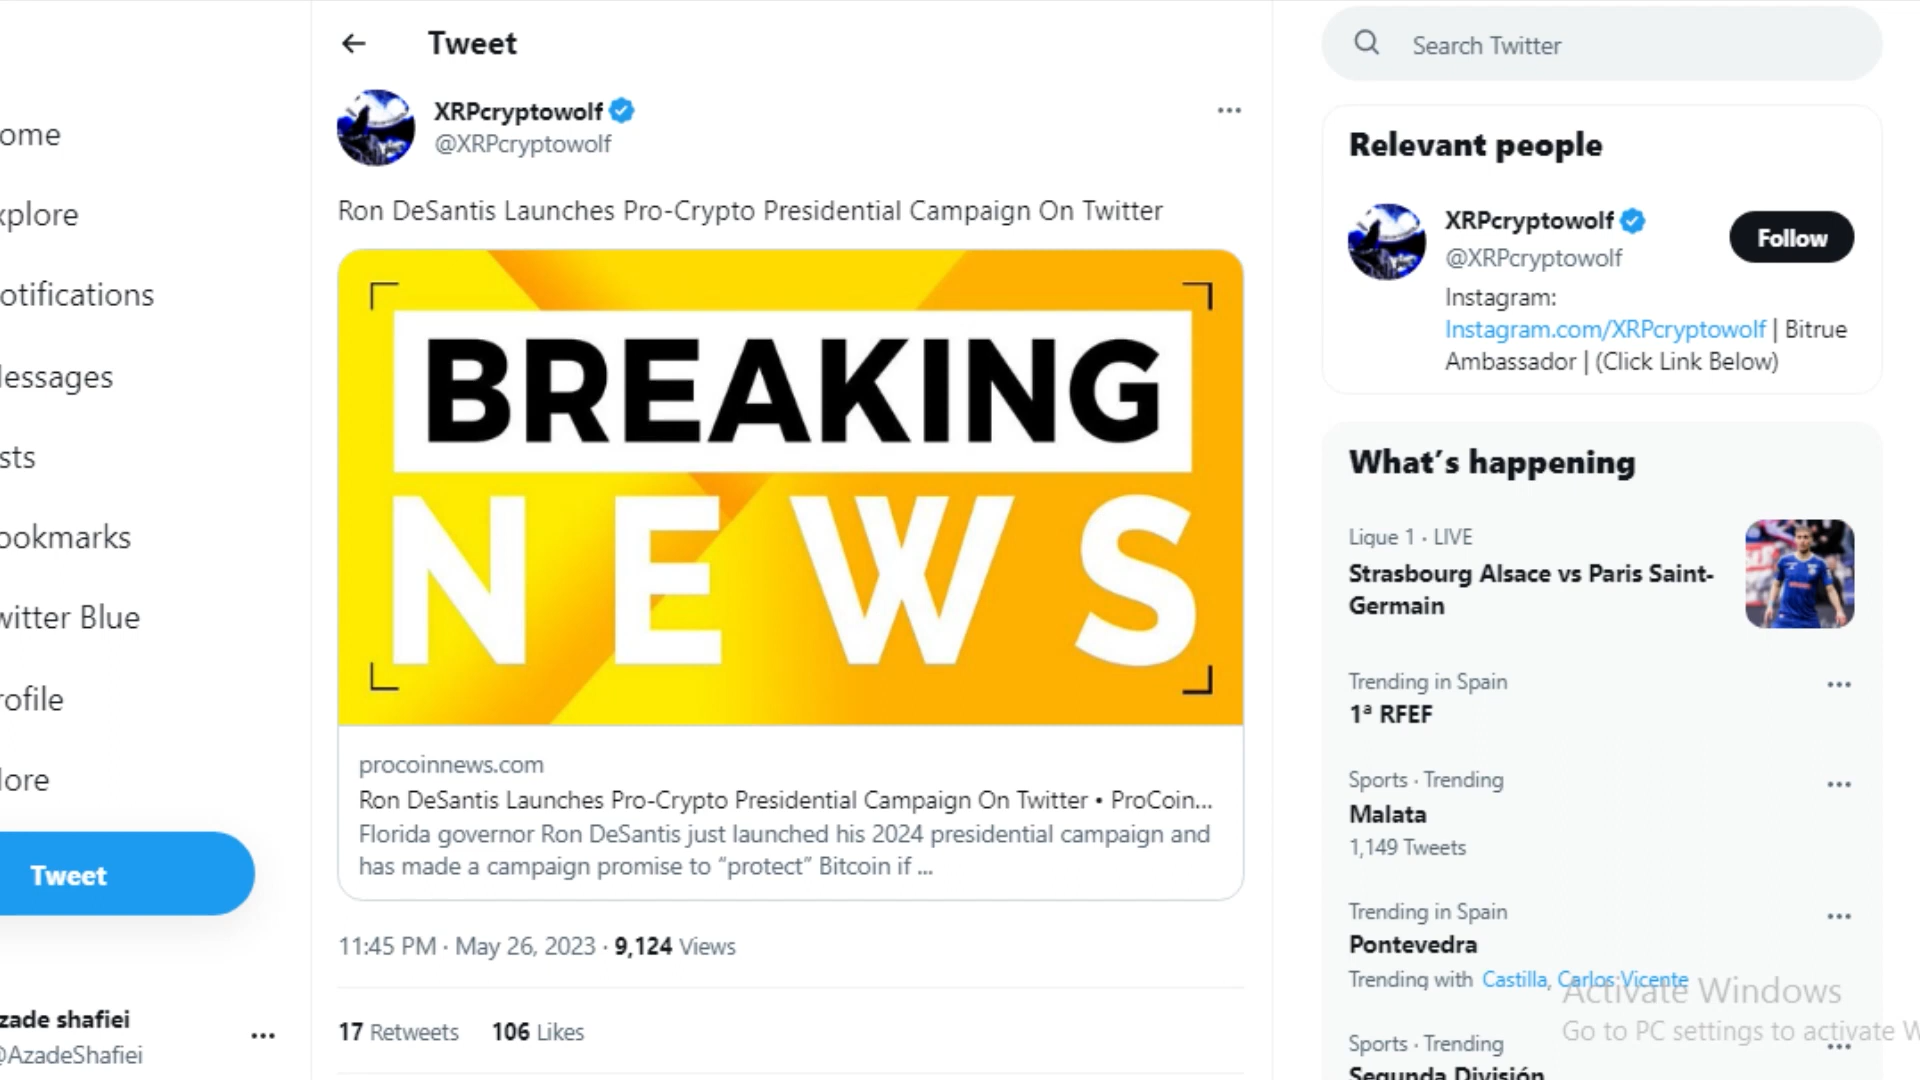 ome
xplore
otifications
essages
sts
ookmarks
witter Blue
rofile
ore
Tweet
zade shafiei
@AzadeShafiei
Tweet
XRPcryptowolf
@XRPcryptowolf
Ron DeSantis Launches Pro-Crypto Presidential Campaign On Twitter
BREAKING
NEWS
procoinnews.com
Ron DeSantis Launches Pro-Crypto Presidential Campaign On Twitter • ProCoin...
Florida governor Ron DeSantis just launched his 2024 presidential campaign and
has made a campaign promise to “protect” Bitcoin if ...
11:45 PM · May 26, 2023 · 9,124 Views
17 Retweets 106 Likes
Search Twitter
Relevant people
XRPcryptowolf
Follow
@XRPcryptowolf
Instagram:
Instagram.com/XRPcryptowolf | Bitrue
Ambassador | (Click Link Below)
What’s happening
Ligue 1 · LIVE
Strasbourg Alsace vs Paris Saint-
Germain
Trending in Spain
1ª RFEF
Sports · Trending
Malata
1,149 Tweets
Trending in Spain
Pontevedra
Trending with Castilla, Carlos Vicente
Activate Windows
Go to PC settings to activate W
Sports · Trending
Segunda División